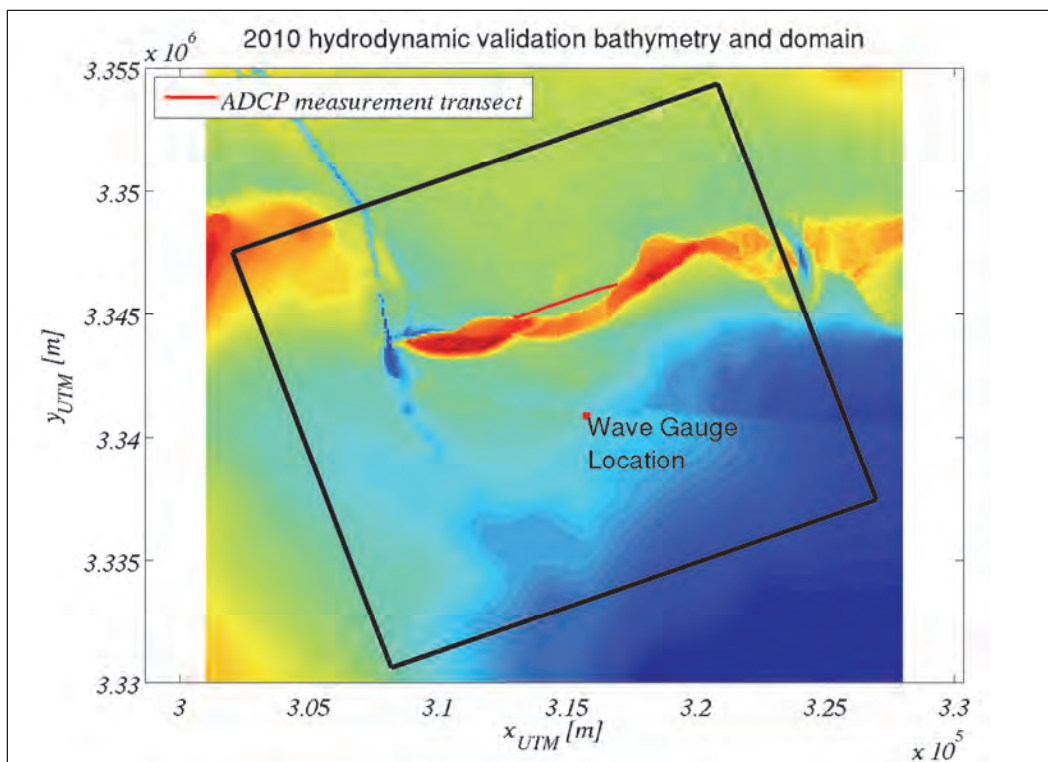 2010 hydrodynamic validation bathymetry and domain
x 10^6
3.355
ADCP measurement transect
3.35
3.345
y_UTM [m]
3.34
Wave Gauge
Location
3.335
3.33
3 3.05 3.1 3.15 3.2 3.25 3.3
x_UTM [m]
x 10^5